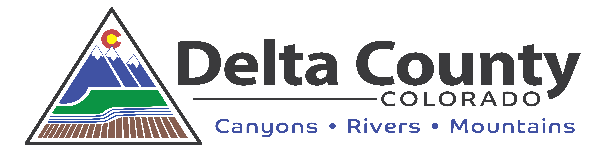 Delta County
COLORADO
Canyons • Rivers • Mountains